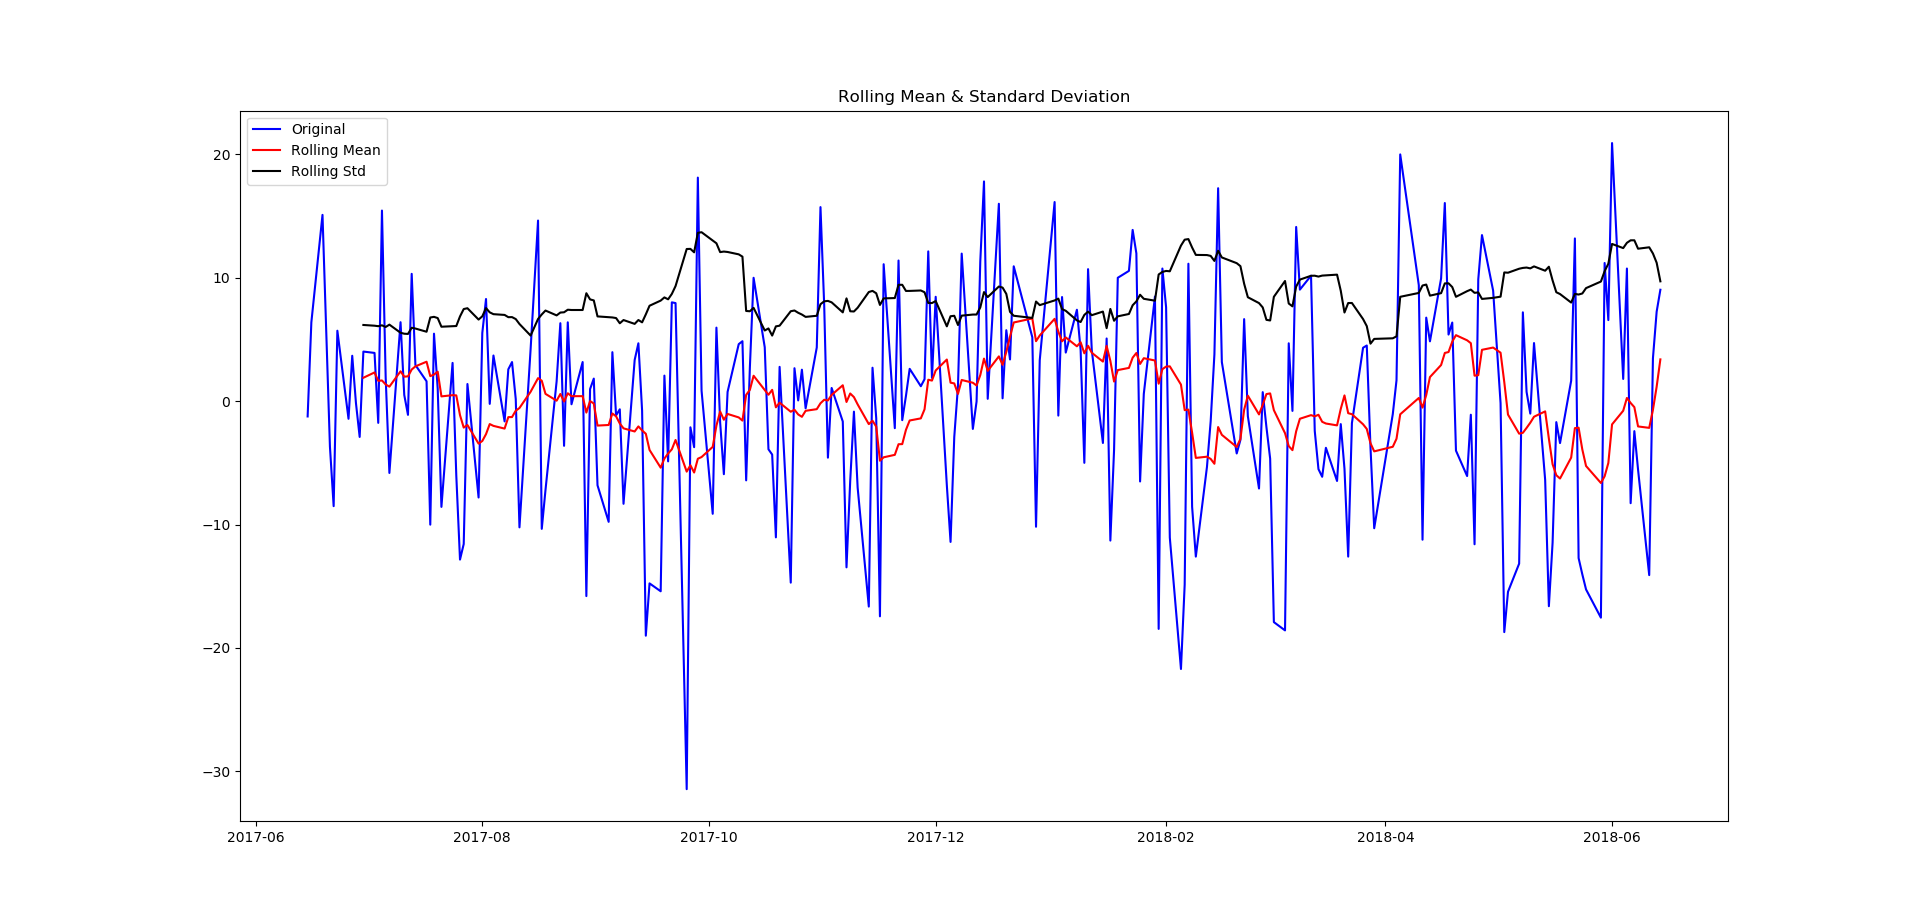 Rolling Mean & Standard Deviation
Original
Rolling Mean
Rolling Std
20
10
0
−10
−20
−30
2017-06 2017-08 2017-10 2017-12 2018-02 2018-04 2018-06